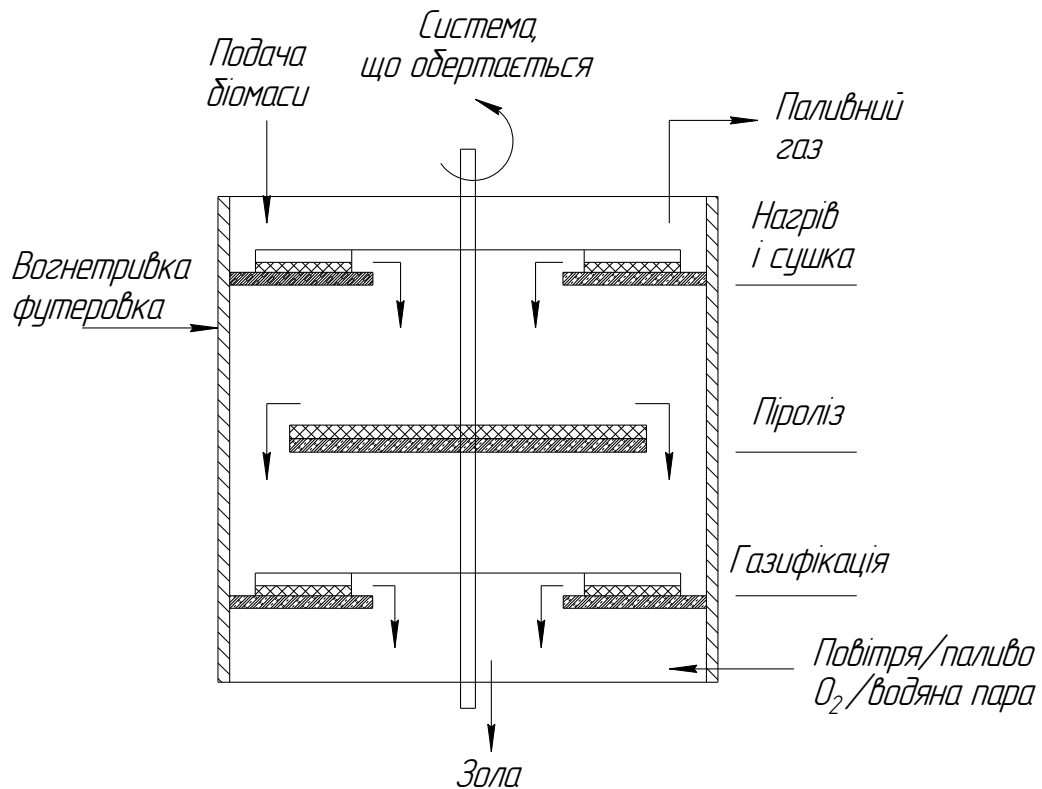 Система,
що обертається
Подача
біомаси
Паливний
газ
Нагрів
і сушка
Вогнетривка
футеровка
Піроліз
Газифікація
Повітря/паливо
O₂/водяна пара
Зола